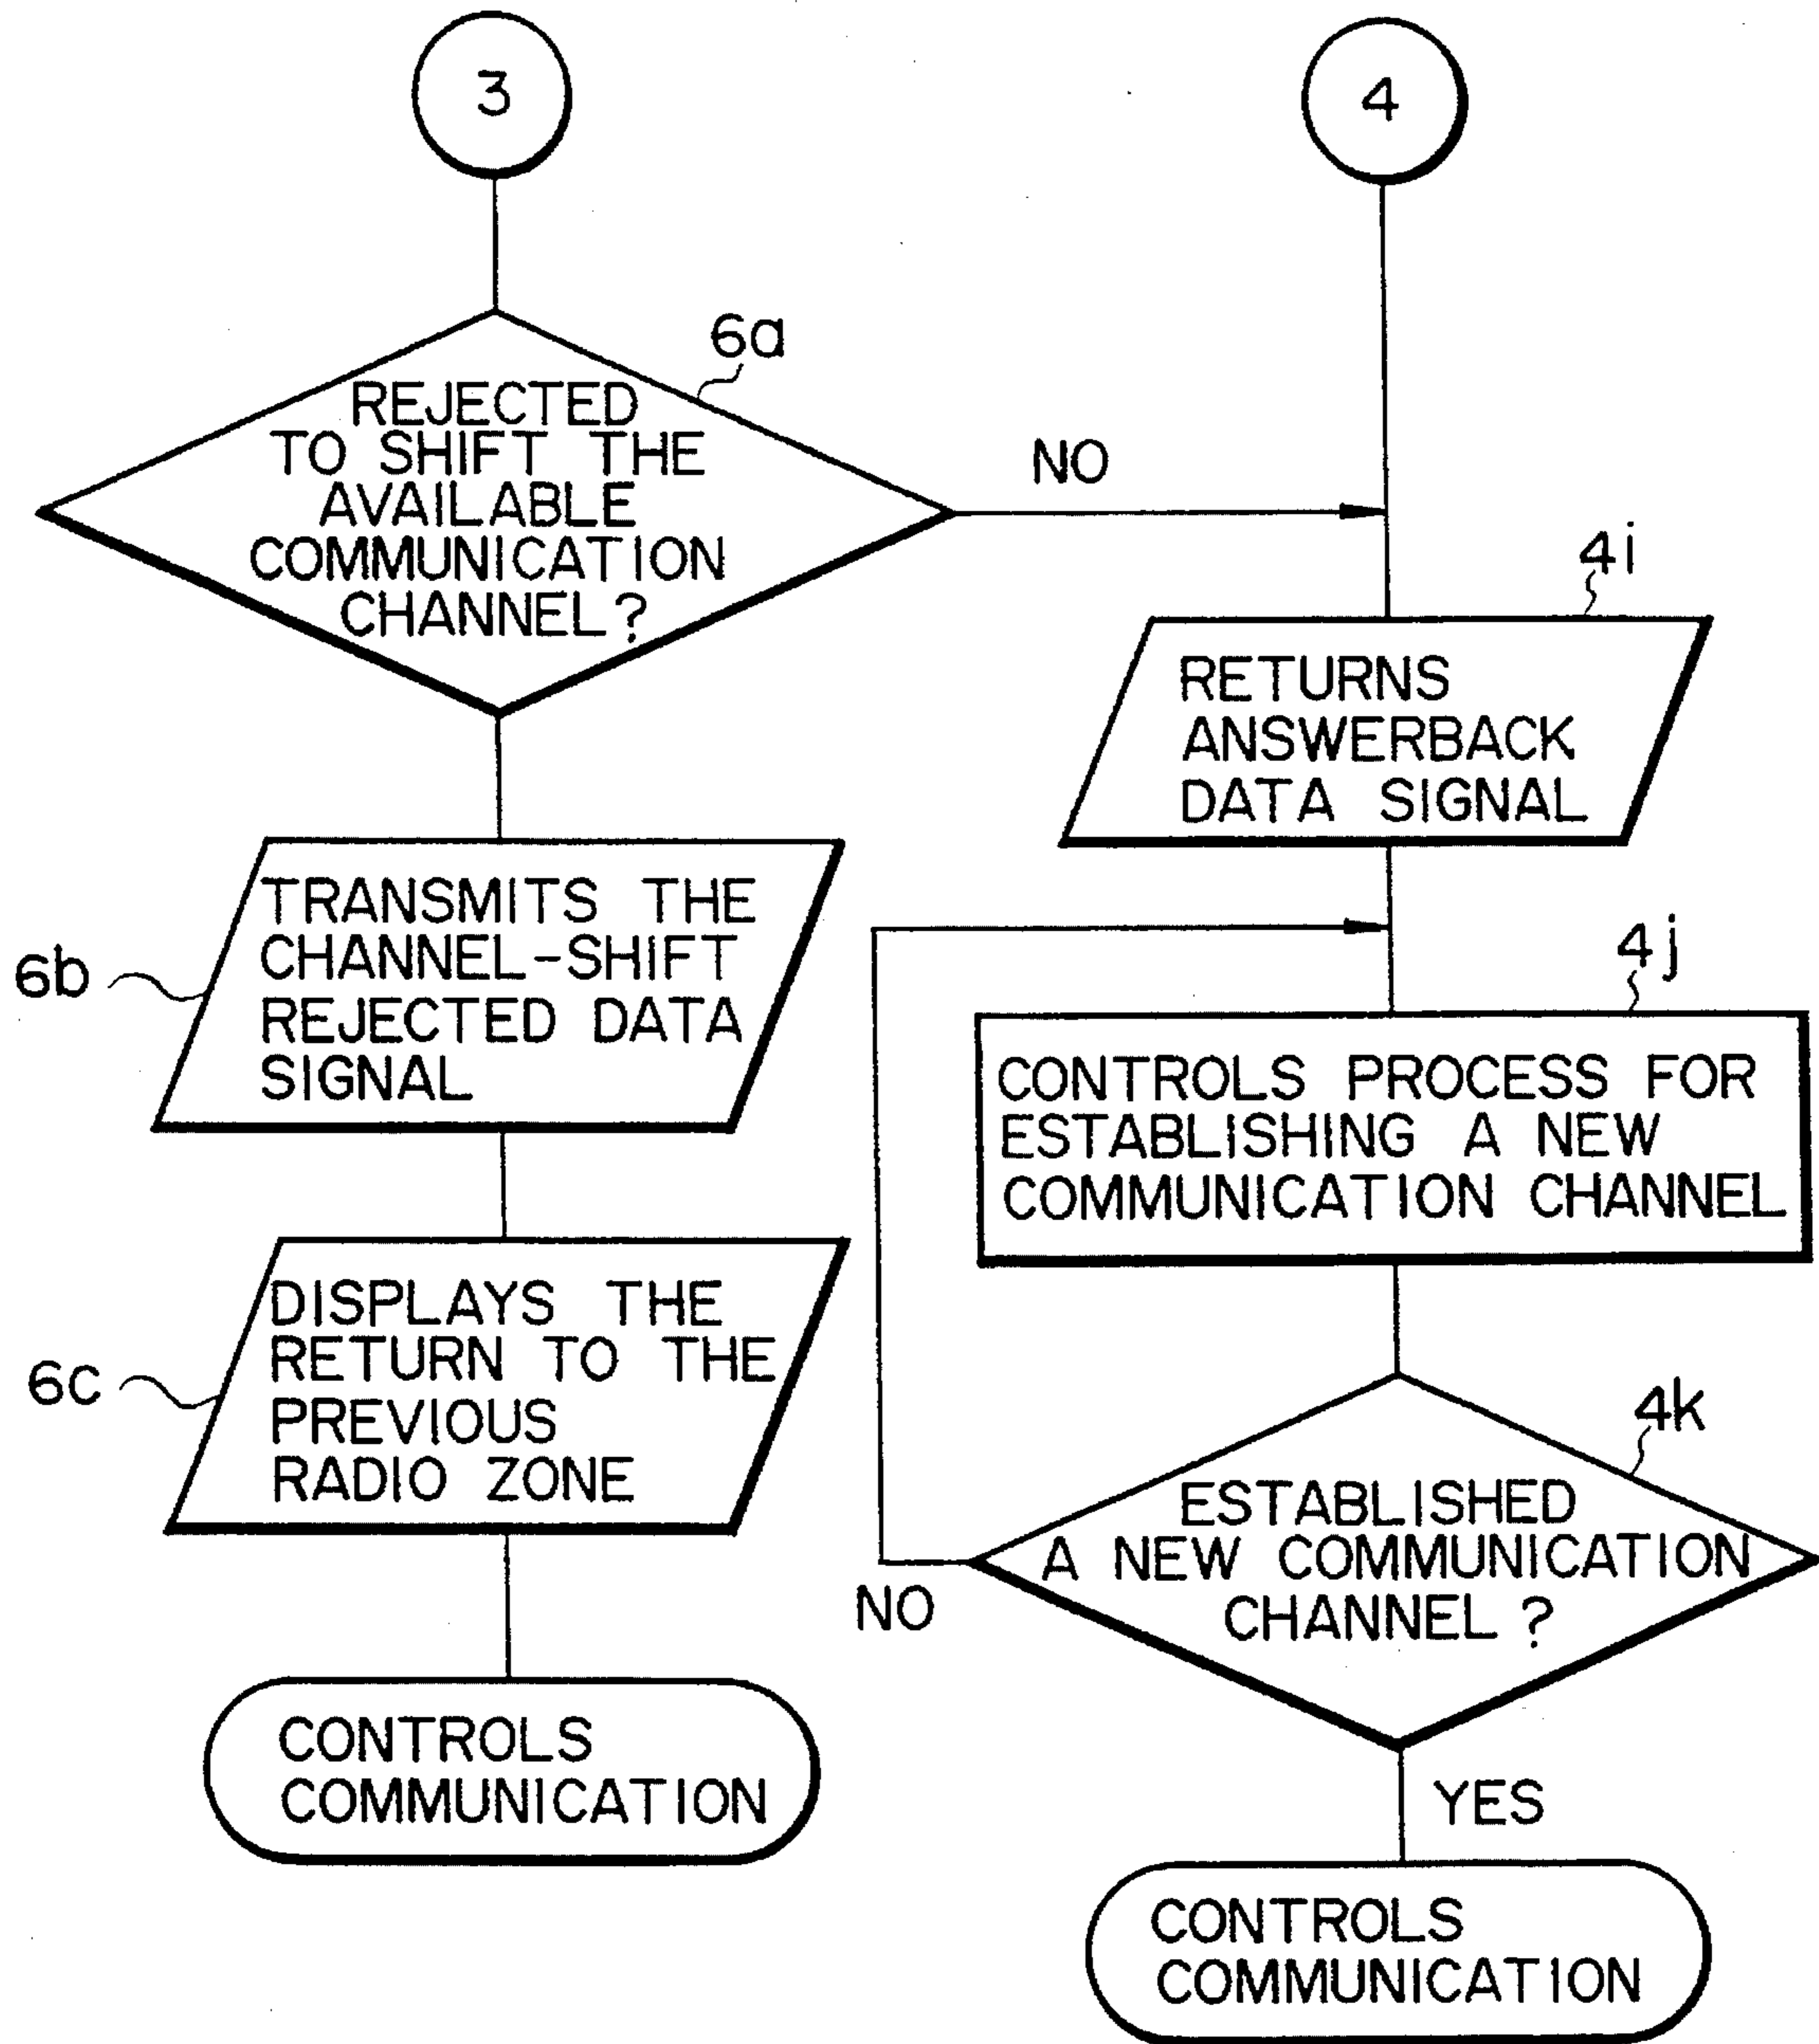 3
6a
REJECTED
TO SHIFT THE
AVAILABLE
COMMUNICATION
CHANNEL?
NO
6b
TRANSMITS THE
CHANNEL-SHIFT
REJECTED DATA
SIGNAL
6c
DISPLAYS THE
RETURN TO THE
PREVIOUS
RADIO ZONE
CONTROLS
COMMUNICATION
4
4i
RETURNS
ANSWERBACK
DATA SIGNAL
4j
CONTROLS PROCESS FOR
ESTABLISHING A NEW
COMMUNICATION CHANNEL
4k
ESTABLISHED
A NEW COMMUNICATION
CHANNEL?
NO
YES
CONTROLS
COMMUNICATION